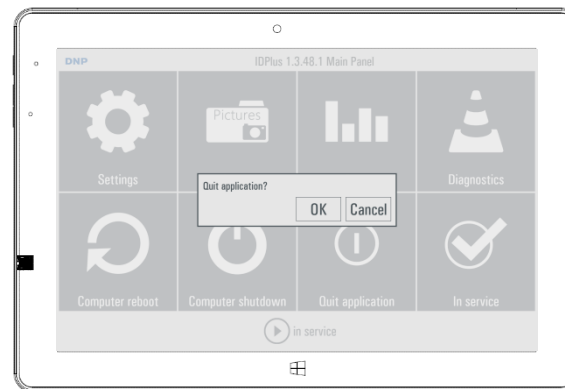 DNP
IDPlus 1.3.48.1 Main Panel
Pictures
Settings
Diagnostics
Quit application?
OK
Cancel
Computer reboot
Computer shutdown
Quit application
In service
in service